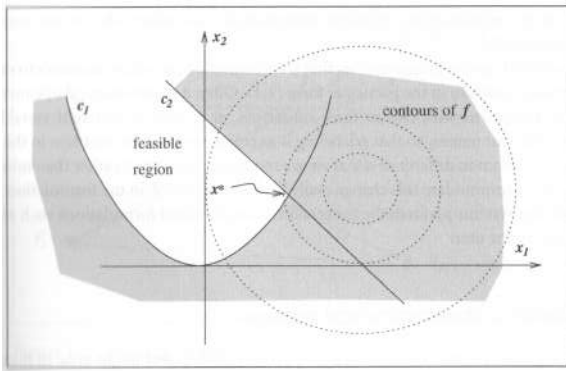 x₂
c₁
c₂
contours of f
feasible
region
x*
x₁